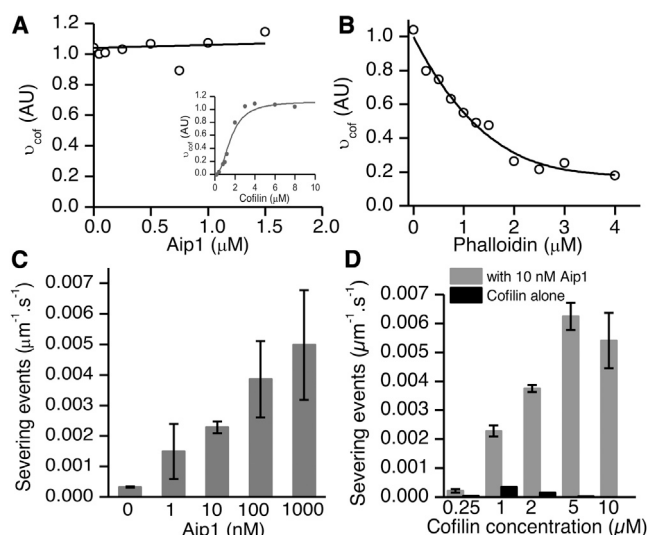 A
υcof (AU)
1.2
1.0
0.8
0.6
0.4
0.2
0.0
0.0 0.5 1.0 1.5 2.0
Aip1 (μM)
υcof (AU)
1.2
1.0
0.8
0.6
0.4
0.2
0.0
0 2 4 6 8 10
Cofilin (μM)
B
υcof (AU)
1.0
0.8
0.6
0.4
0.2
0.0
0 1 2 3 4
Phalloidin (μM)
C
Severing events (μm⁻¹.s⁻¹)
0.007
0.006
0.005
0.004
0.003
0.002
0.001
0.000
0 1 10 100 1000
Aip1 (nM)
D
with 10 nM Aip1
Cofilin alone
Severing events (μm⁻¹.s⁻¹)
0.007
0.006
0.005
0.004
0.003
0.002
0.001
0.000
0.25 1 2 5 10
Cofilin concentration (μM)